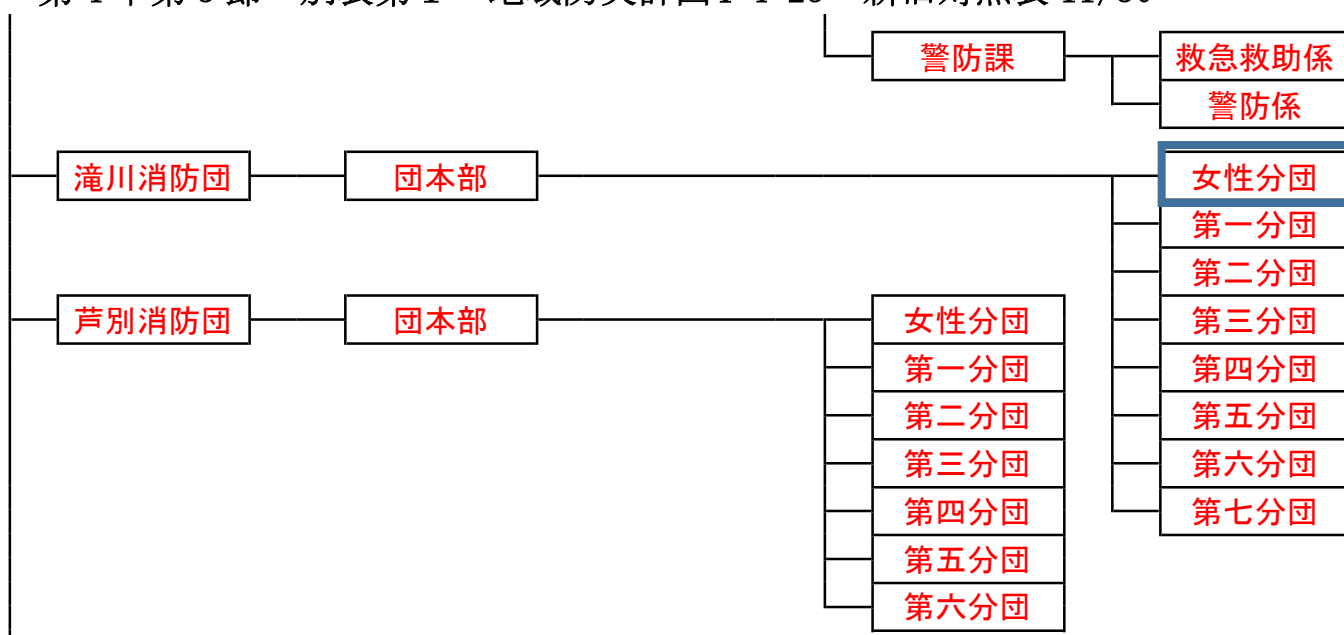 警防課 救急救助係
警防係
滝川消防団 団本部 女性分団
第一分団
第二分団
芦別消防団 団本部 女性分団 第三分団
第一分団 第四分団
第二分団 第五分団
第三分団 第六分団
第四分団 第七分団
第五分団
第六分団